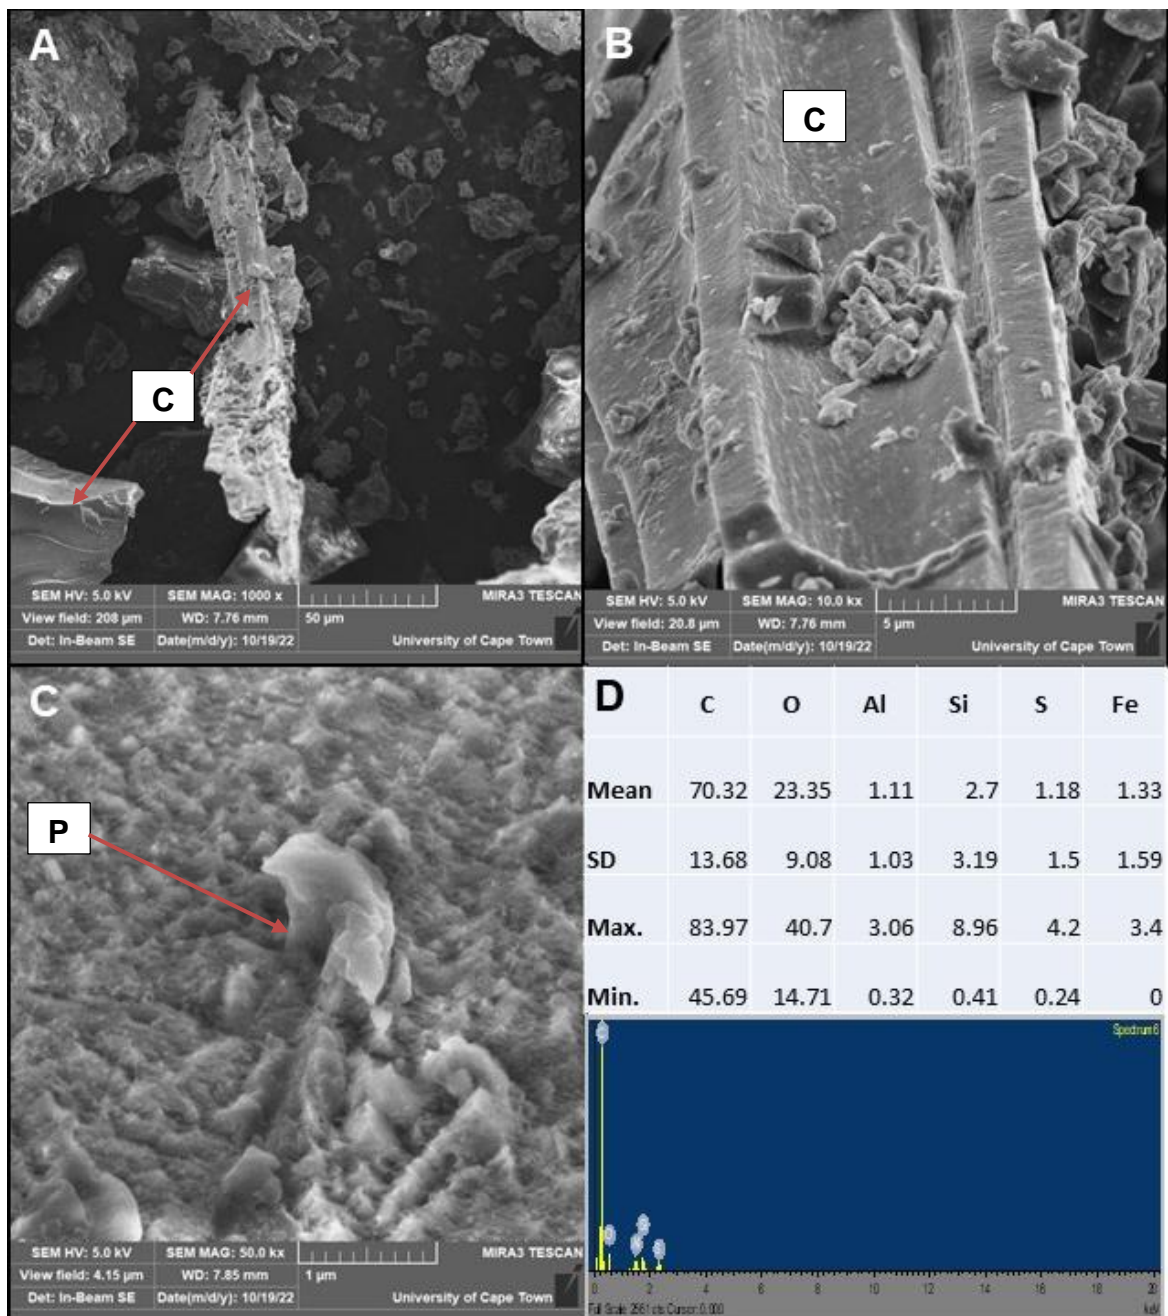 A
C
SEM HV: 5.0 kV SEM MAG: 1000 x MIRA3 TESCAN
View field: 208 µm WD: 7.76 mm 50 µm
Det: In-Beam SE Date(m/d/y): 10/19/22 University of Cape Town
B
C
SEM HV: 5.0 kV SEM MAG: 10.0 kx MIRA3 TESCAN
View field: 20.8 µm WD: 7.76 mm 5 µm
Det: In-Beam SE Date(m/d/y): 10/19/22 University of Cape Town
C
P
SEM HV: 5.0 kV SEM MAG: 50.0 kx MIRA3 TESCAN
View field: 4.15 µm WD: 7.85 mm 1 µm
Det: In-Beam SE Date(m/d/y): 10/19/22 University of Cape Town
D C O Al Si S Fe
Mean 70.32 23.35 1.11 2.7 1.18 1.33
SD 13.68 9.08 1.03 3.19 1.5 1.59
Max. 83.97 40.7 3.06 8.96 4.2 3.4
Min. 45.69 14.71 0.32 0.41 0.24 0
Spectrum 6
0 2 4 6 8 10 12 14 16 18 20
Full Scale 2661 cts Cursor: 0.000 keV